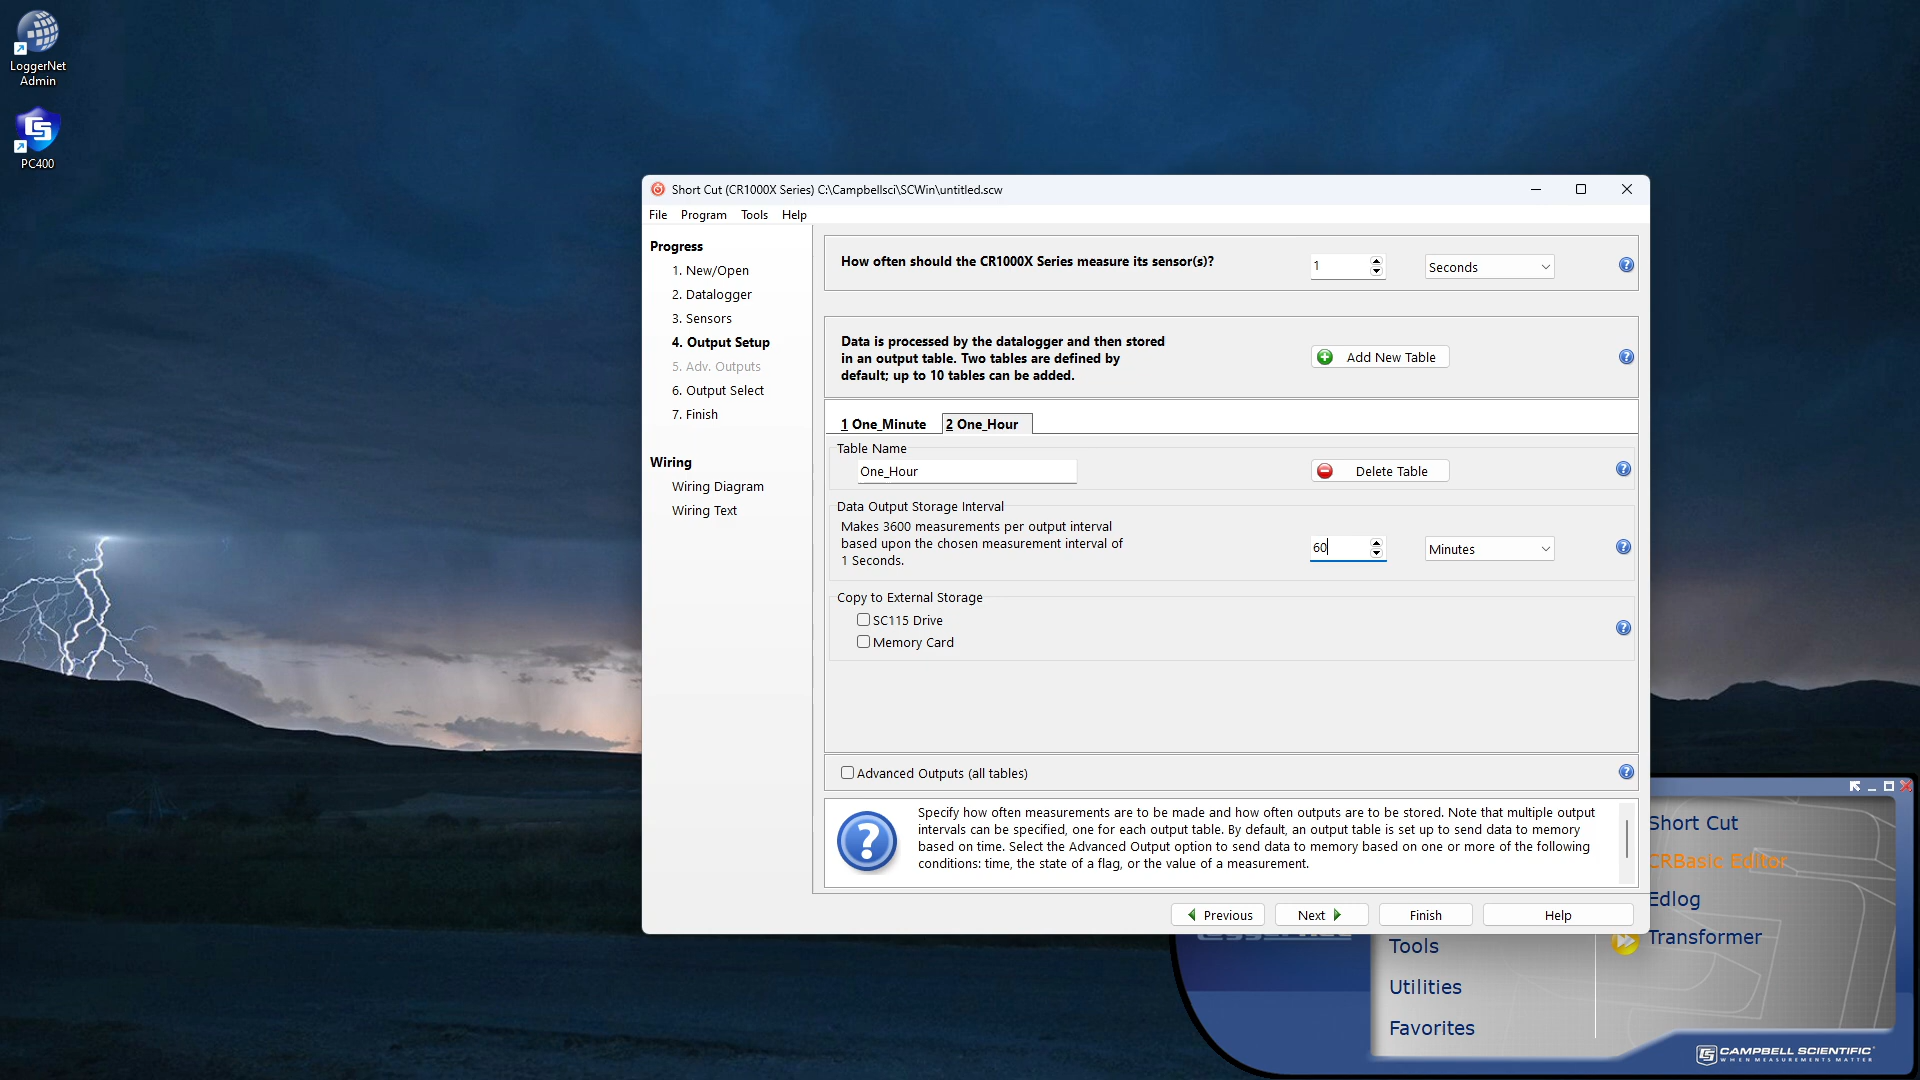 LoggerNet
Admin
PC400
Short Cut (CR1000X Series) C:\Campbellsci\SCWin\untitled.scw
File Program Tools Help
Progress
1. New/Open
2. Datalogger
3. Sensors
4. Output Setup
5. Adv. Outputs
6. Output Select
7. Finish
Wiring
Wiring Diagram
Wiring Text
How often should the CR1000X Series measure its sensor(s)?
1
Seconds
Data is processed by the datalogger and then stored
in an output table. Two tables are defined by
default; up to 10 tables can be added.
Add New Table
1 One_Minute
2 One_Hour
Table Name
One_Hour
Delete Table
Data Output Storage Interval
Makes 3600 measurements per output interval
based upon the chosen measurement interval of
1 Seconds.
60
Minutes
Copy to External Storage
SC115 Drive
Memory Card
Advanced Outputs (all tables)
Specify how often measurements are to be made and how often outputs are to be stored. Note that multiple output
intervals can be specified, one for each output table. By default, an output table is set up to send data to memory
based on time. Select the Advanced Output option to send data to memory based on one or more of the following
conditions: time, the state of a flag, or the value of a measurement.
Previous
Next
Finish
Help
Short Cut
CRBasic Editor
Edlog
Transformer
Tools
Utilities
Favorites
CAMPBELL SCIENTIFIC
WHEN MEASUREMENTS MATTER